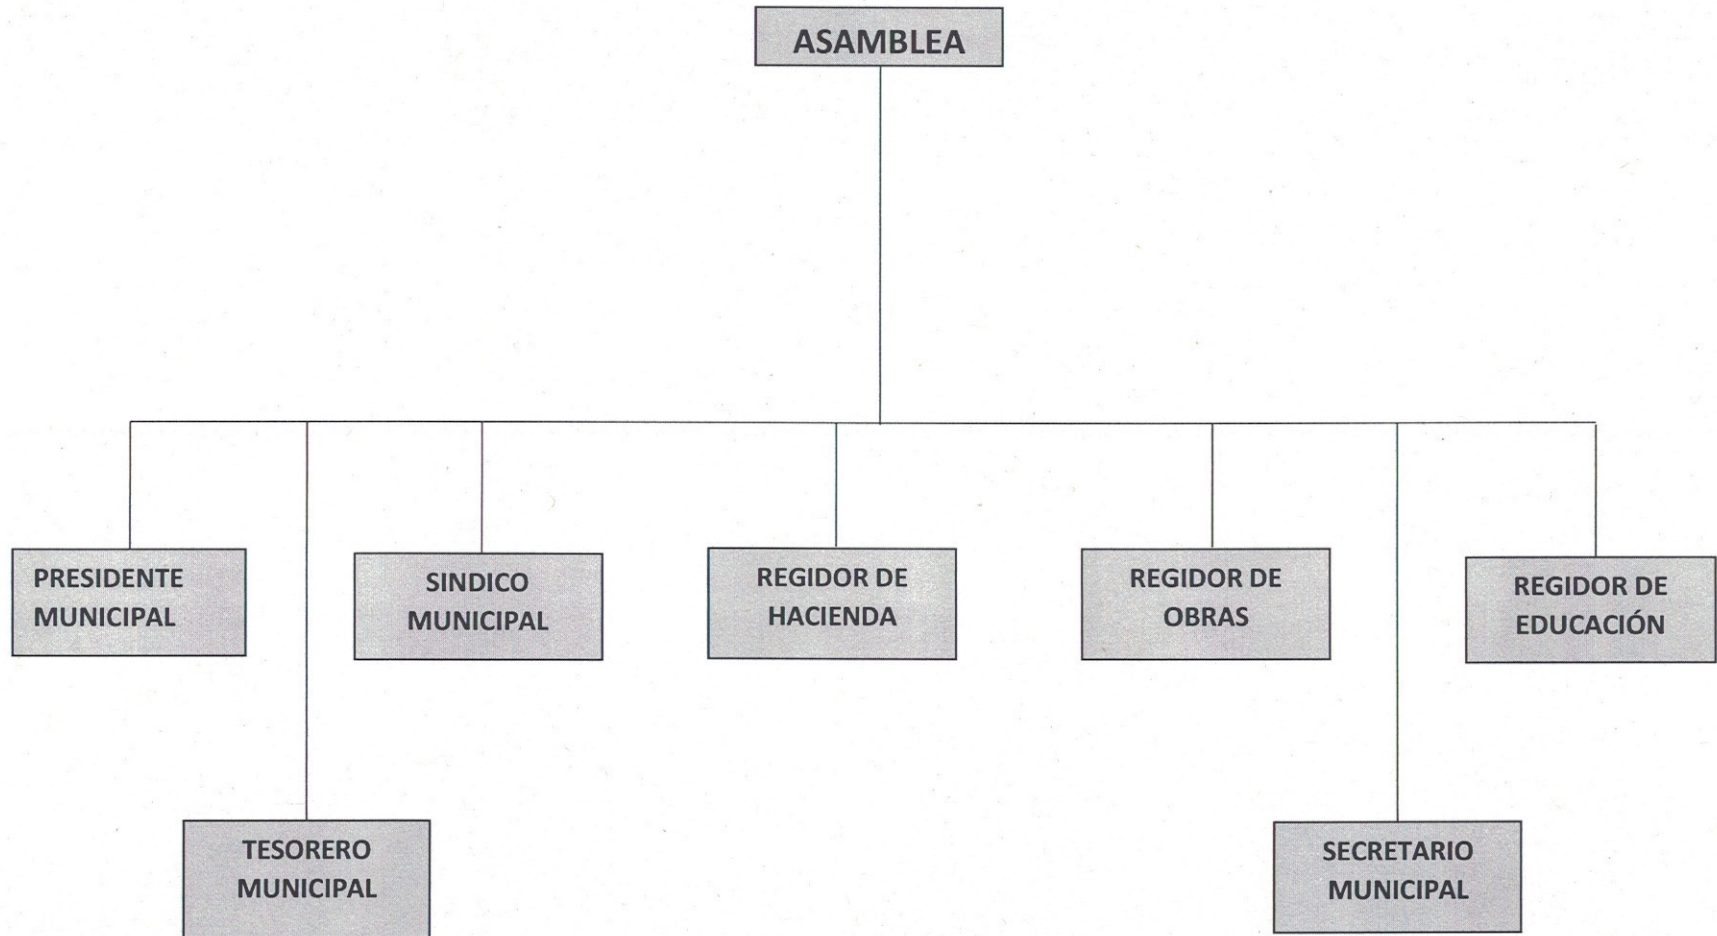 ASAMBLEA
PRESIDENTE
MUNICIPAL
SINDICO
MUNICIPAL
REGIDOR DE
HACIENDA
REGIDOR DE
OBRAS
REGIDOR DE
EDUCACIÓN
TESORERO
MUNICIPAL
SECRETARIO
MUNICIPAL